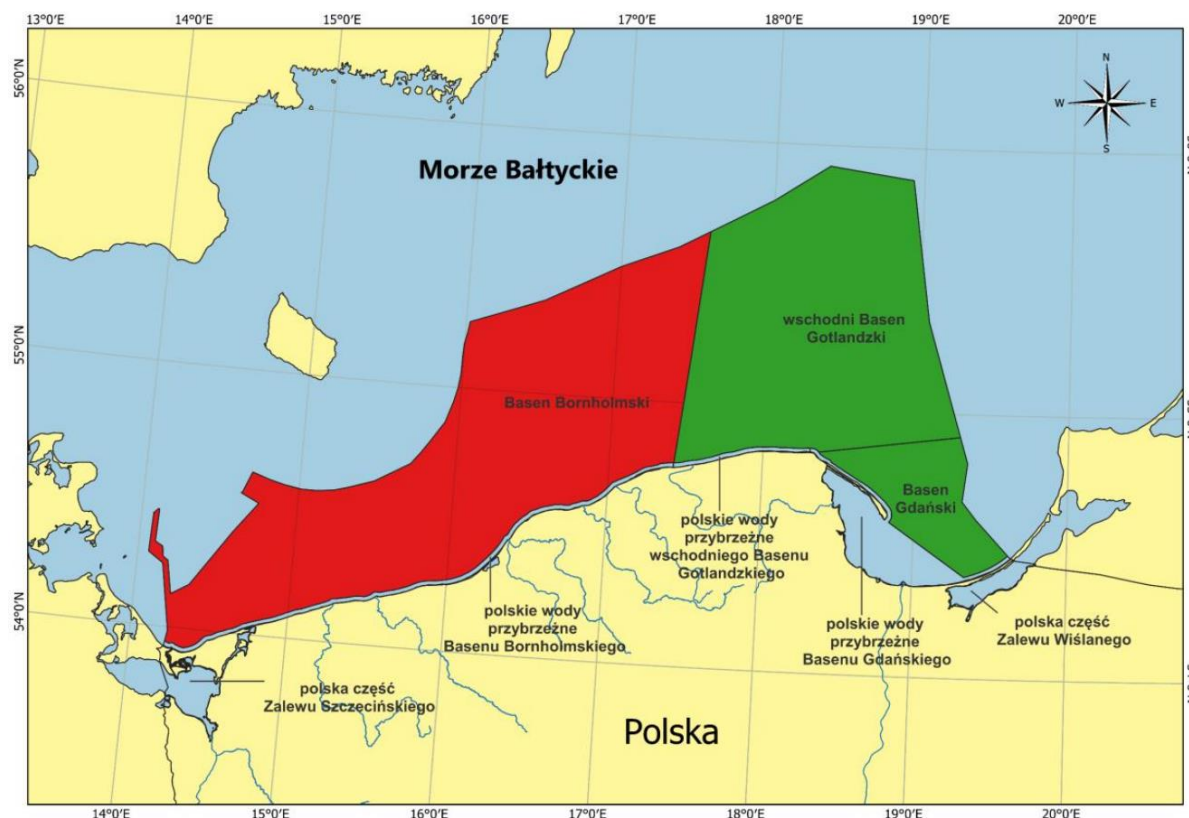 13°0'E 14°0'E 15°0'E 16°0'E 17°0'E 18°0'E 19°0'E 20°0'E
56°0'N
N
W E
S
Morze Bałtyckie
55°0'N
wschodni Basen
Gotlandzki
Basen Bornholmski
Basen
Gdański
polskie wody
przybrzeżne
wschodniego Basenu
Gotlandzkiego
54°0'N
polskie wody
przybrzeżne
Basenu Bornholmskiego
polskie wody
przybrzeżne
Basenu Gdańskiego
polska część
Zalewu Wiślanego
polska część
Zalewu Szczecińskiego
Polska
14°0'E 15°0'E 16°0'E 17°0'E 18°0'E 19°0'E 20°0'E